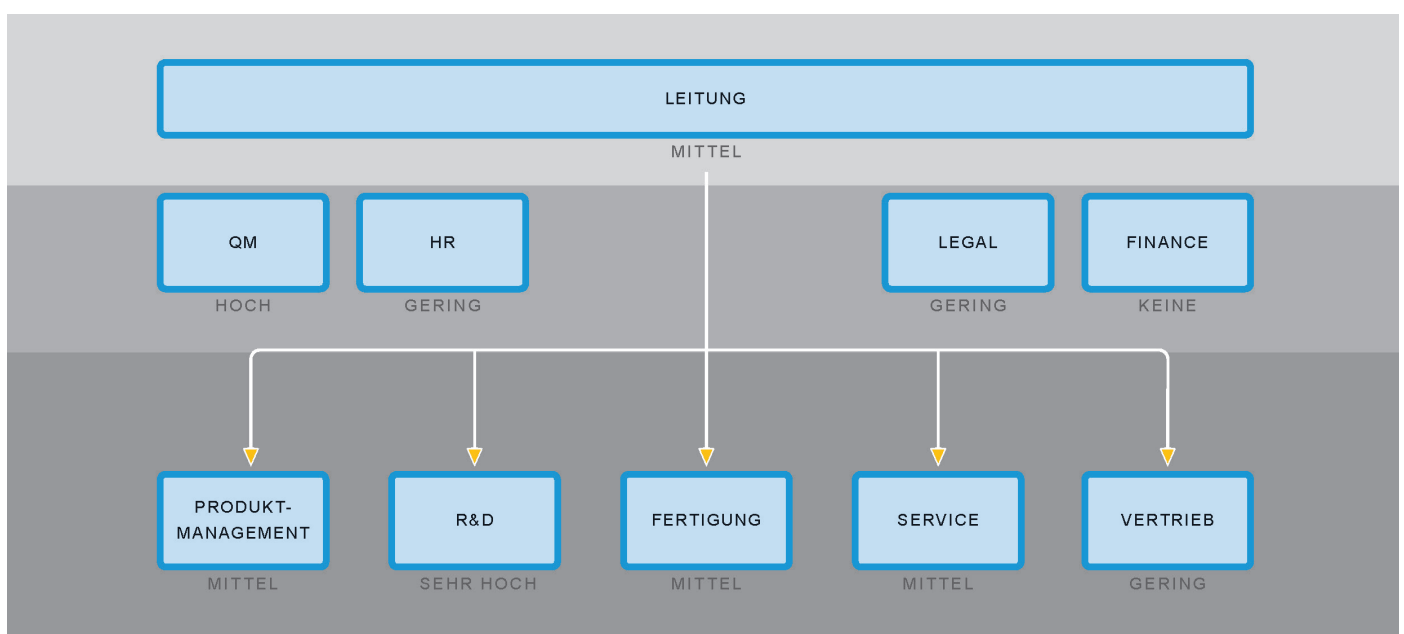 LEITUNG
MITTEL
QM
HR
LEGAL
FINANCE
HOCH
GERING
GERING
KEINE
PRODUKT-
MANAGEMENT
R&D
FERTIGUNG
SERVICE
VERTRIEB
MITTEL
SEHR HOCH
MITTEL
MITTEL
GERING